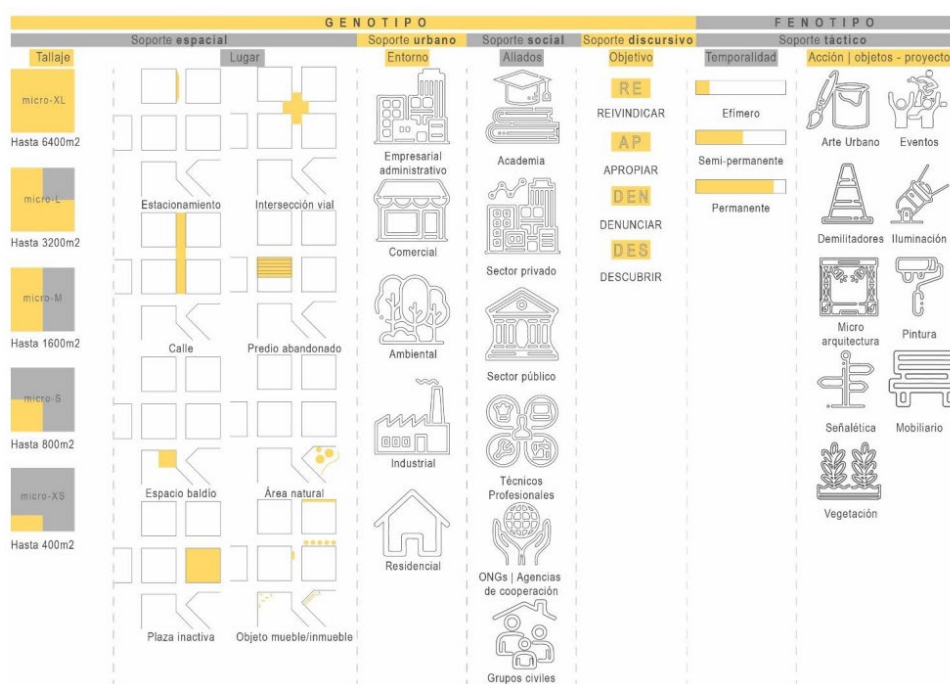 GENOTIPO
FENOTIPO
Soporte espacial
Soporte urbano
Soporte social
Soporte discursivo
Soporte táctico
Tallaje
Lugar
Entorno
Aliados
Objetivo
Temporalidad
Acción | objetos - proyecto
micro-XL
Hasta 6400m2
micro-L
Hasta 3200m2
micro-M
Hasta 1600m2
micro-S
Hasta 800m2
micro-XS
Hasta 400m2
Estacionamiento
Intersección vial
Calle
Predio abandonado
Espacio baldío
Área natural
Plaza inactiva
Objeto mueble/inmueble
Empresarial
administrativo
Comercial
Ambiental
Industrial
Residencial
Academia
Sector privado
Sector público
Técnicos
Profesionales
ONGs | Agencias
de cooperación
Grupos civiles
RE
REIVINDICAR
AP
APROPIAR
DEN
DENUNCIAR
DES
DESCUBRIR
Efímero
Semi-permanente
Permanente
Arte Urbano
Eventos
Demilitadores
Iluminación
Micro
arquitectura
Pintura
Señalética
Mobiliario
Vegetación